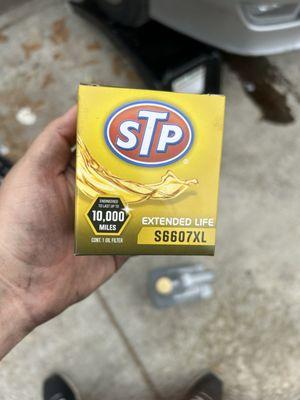 STP
®
ENGINEERED
TO LAST UP TO
10,000
MILES
CONT. 1 OIL FILTER
EXTENDED LIFE
S6607XL